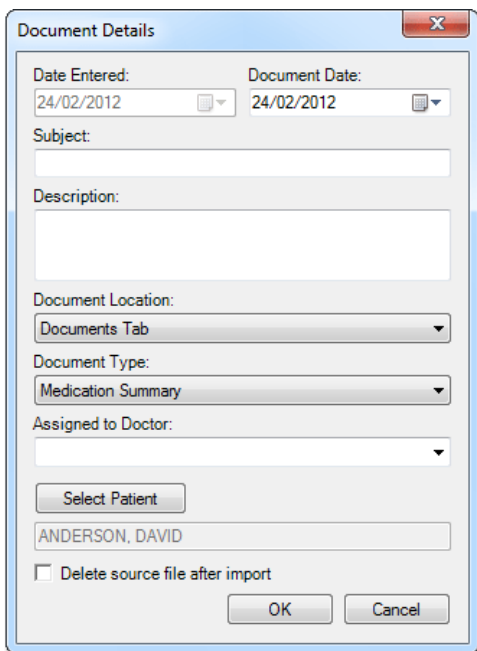 Document Details
Date Entered: Document Date:
24/02/2012 24/02/2012
Subject:
Description:
Document Location:
Documents Tab
Document Type:
Medication Summary
Assigned to Doctor:
Select Patient
ANDERSON, DAVID
Delete source file after import
OK Cancel